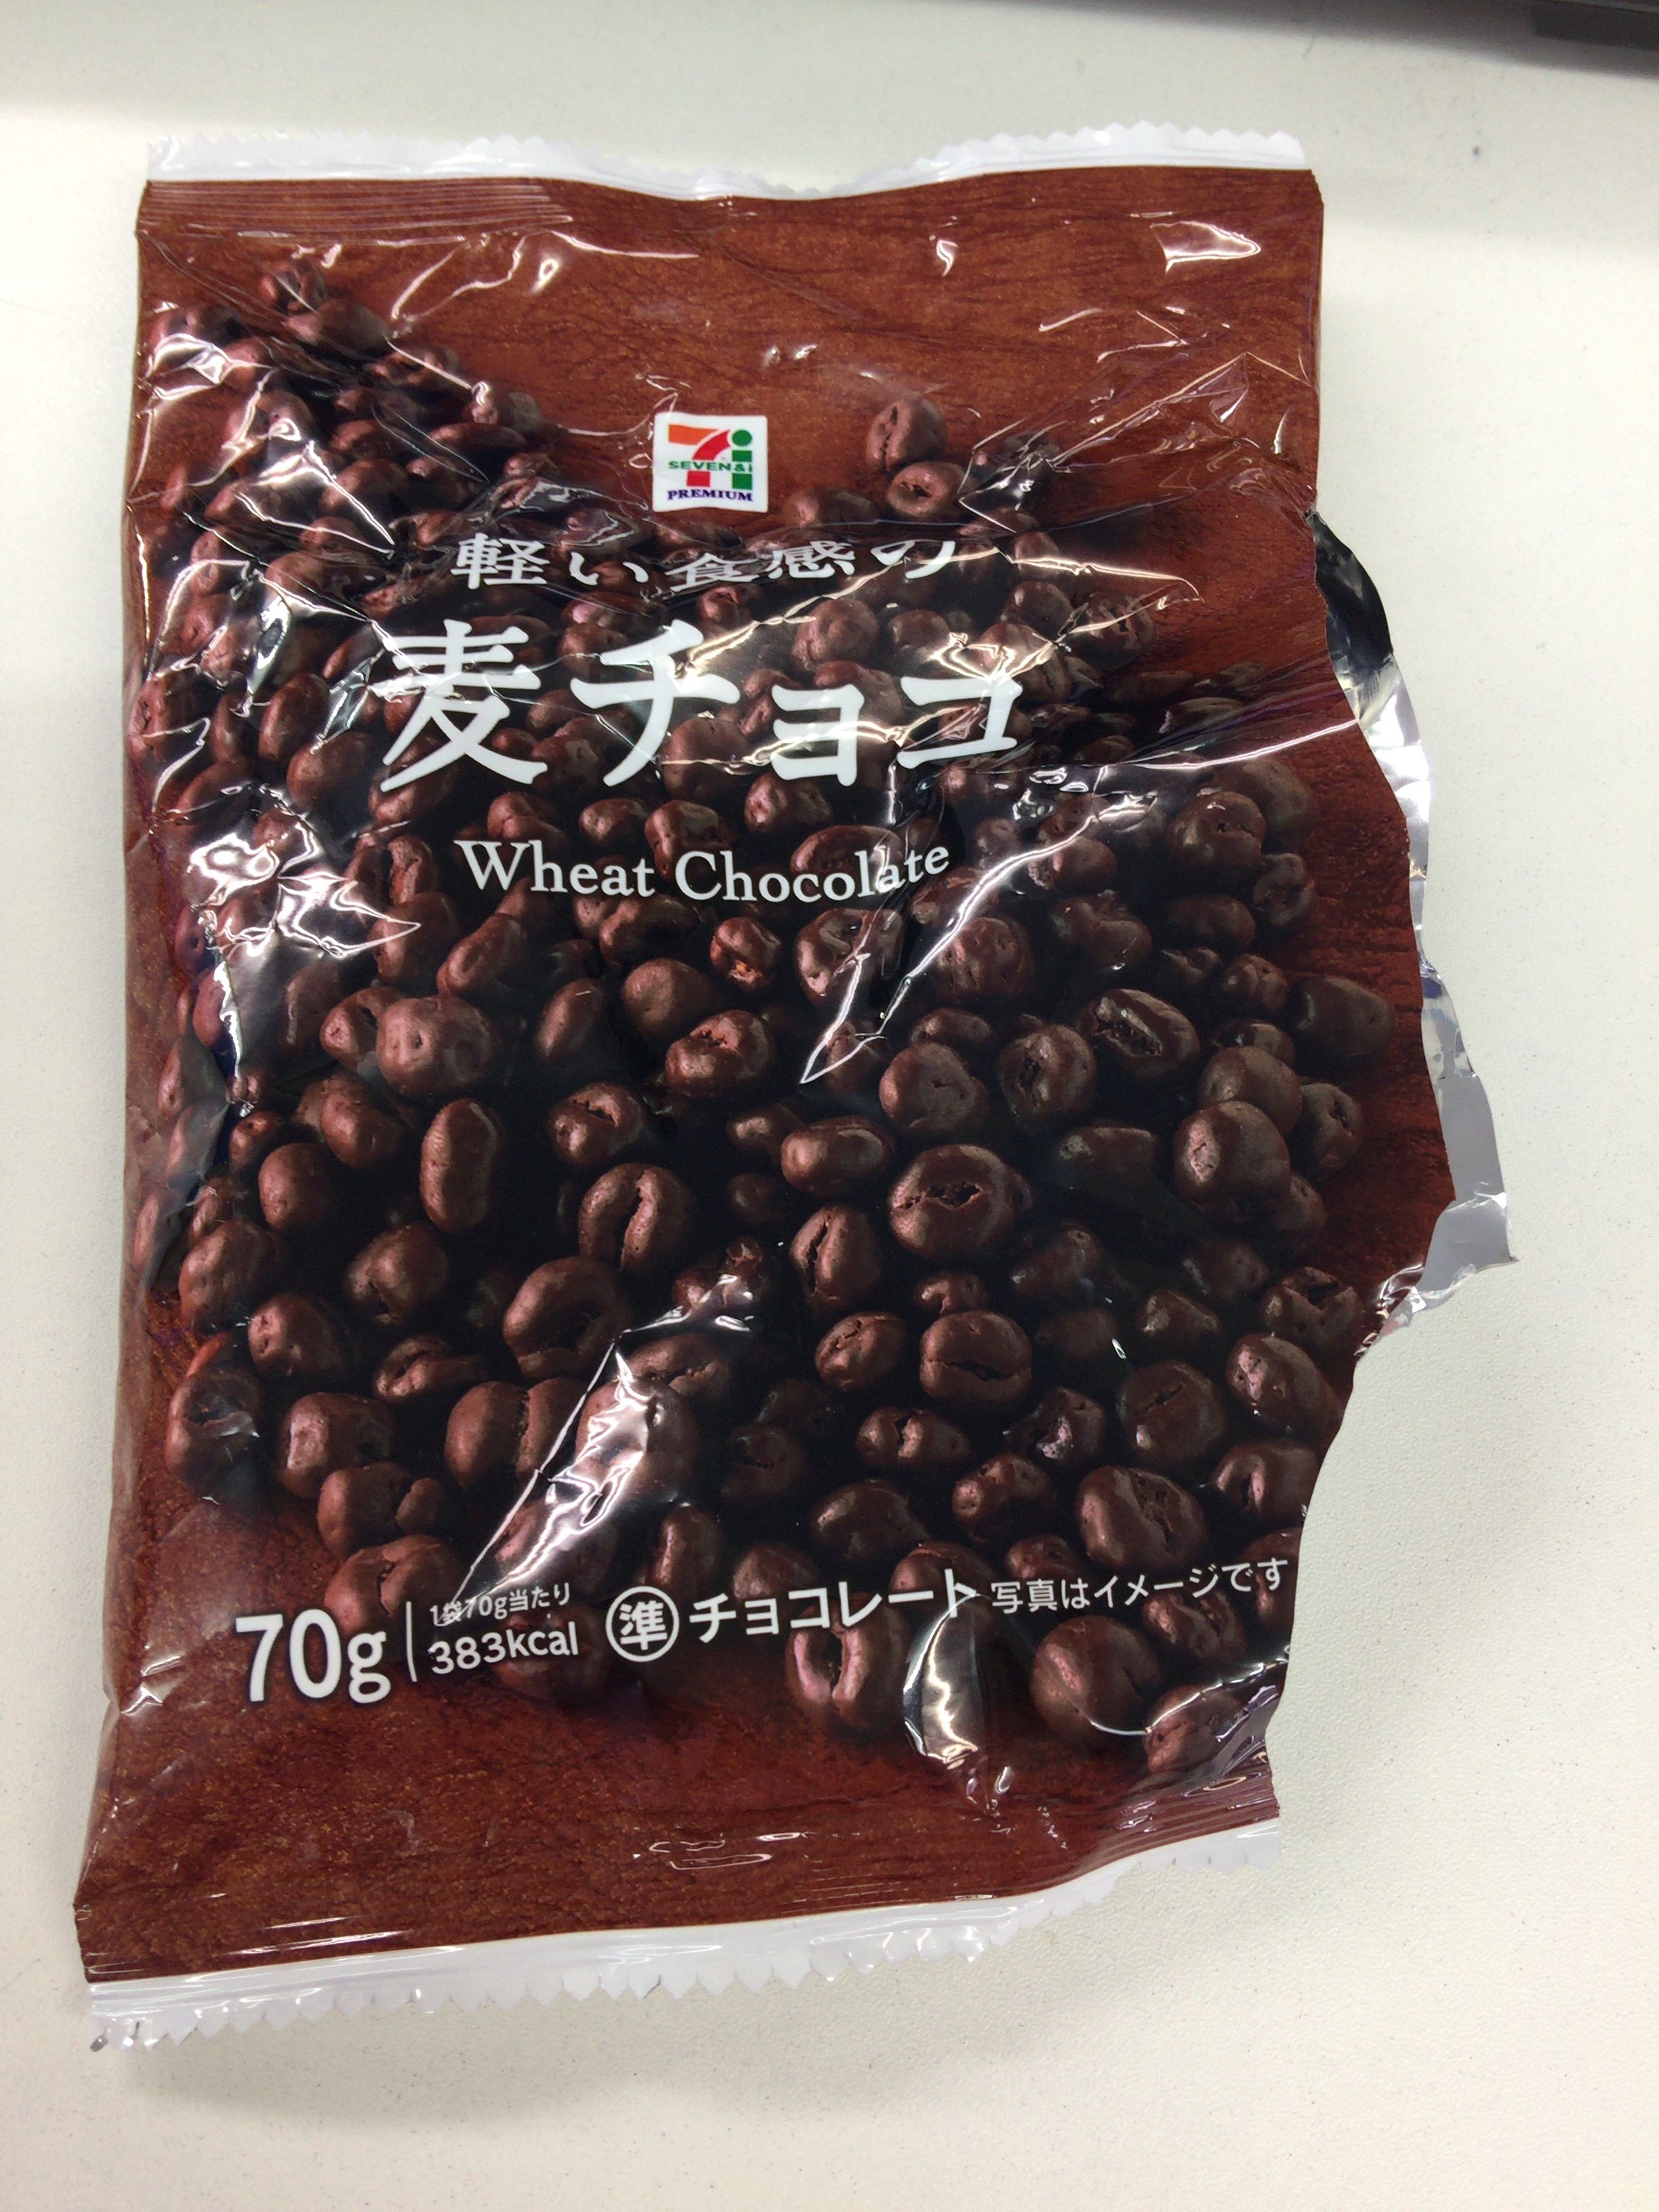 SEVEN&i
PREMIUM
軽い食感の
麦チョコ
Wheat Chocolate
70g
1袋70g当たり
383kcal
準 チョコレート
写真はイメージです